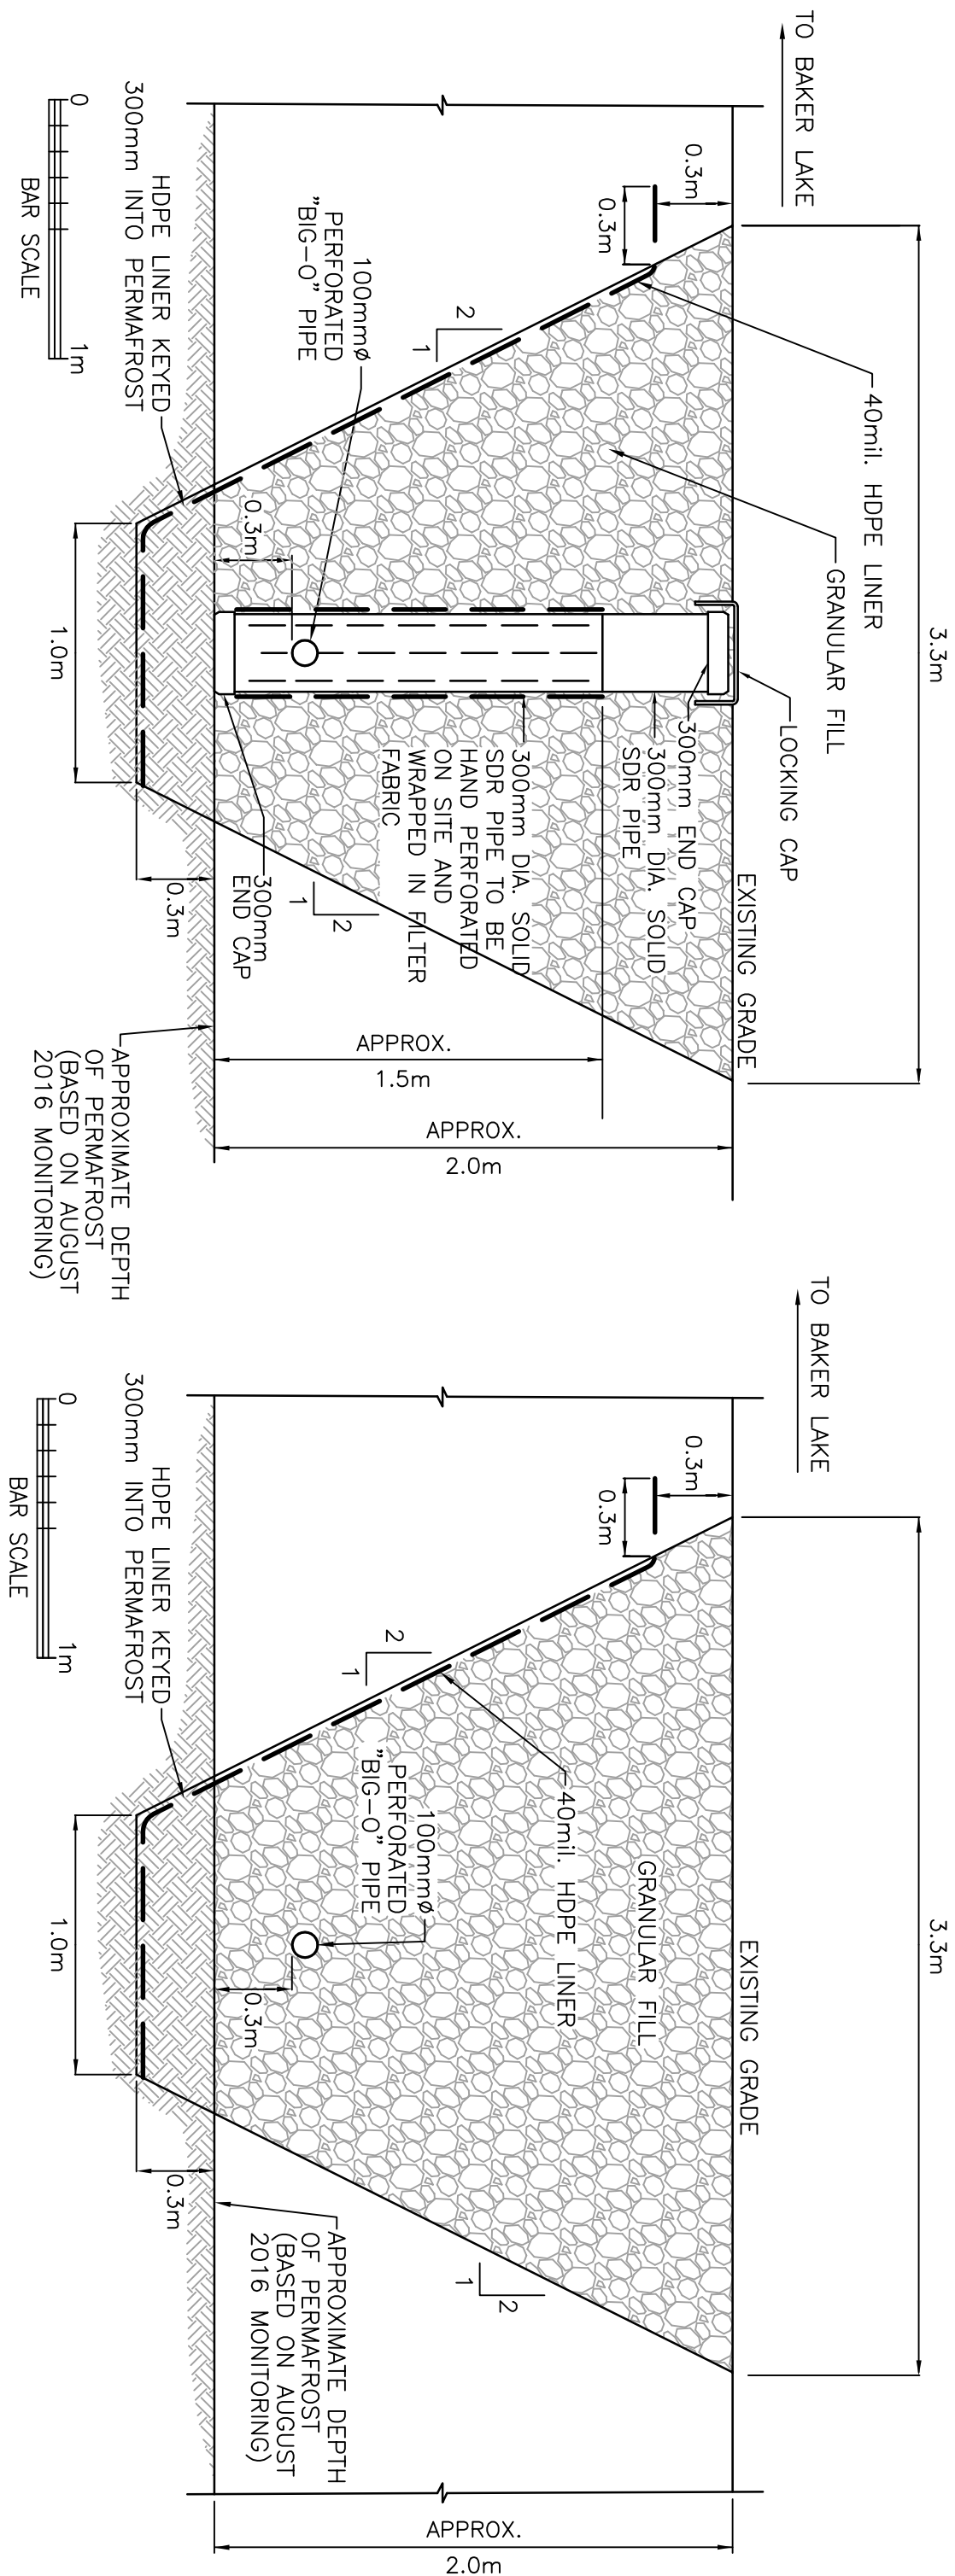 TO BAKER LAKE
3.3m
0.3m
0.3m
40mil. HDPE LINER
GRANULAR FILL
LOCKING CAP
EXISTING GRADE
2
1
100mmø
PERFORATED
"BIG-O" PIPE
300mm END CAP
300mm DIA. SOLID
SDR PIPE
300mm DIA. SOLID
SDR PIPE TO BE
HAND PERFORATED
ON SITE AND
WRAPPED IN FILTER
FABRIC
0.3m
1
2
300mm
END CAP
APPROX.
1.5m
APPROX.
2.0m
HDPE LINER KEYED
300mm INTO PERMAFROST
1.0m
0.3m
APPROXIMATE DEPTH
OF PERMAFROST
(BASED ON AUGUST
2016 MONITORING)
0
1m
BAR SCALE
TO BAKER LAKE
3.3m
0.3m
0.3m
EXISTING GRADE
GRANULAR FILL
40mil. HDPE LINER
2
1
100mmø
PERFORATED
"BIG-O" PIPE
0.3m
1
2
APPROX.
2.0m
HDPE LINER KEYED
300mm INTO PERMAFROST
1.0m
0.3m
APPROXIMATE DEPTH
OF PERMAFROST
(BASED ON AUGUST
2016 MONITORING)
0
1m
BAR SCALE